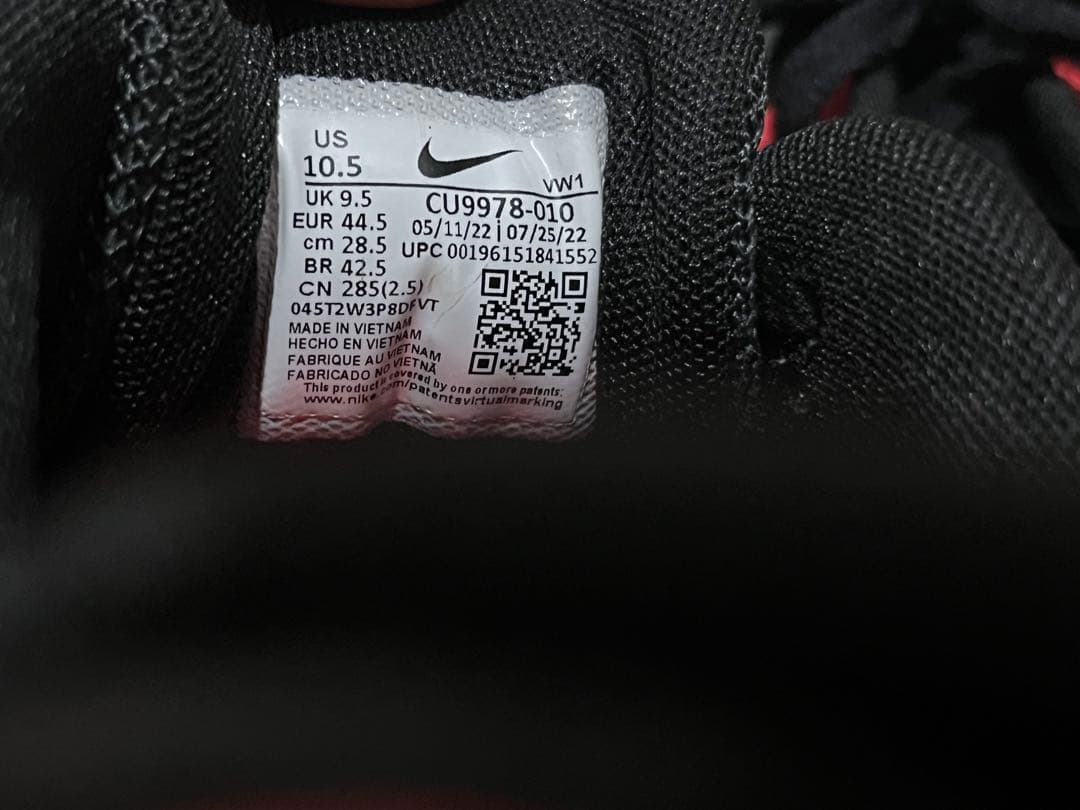 US
10.5
VW1
UK 9.5
CU9978-010
EUR 44.5
05/11/22 | 07/25/22
cm 28.5
UPC 00196151841552
BR 42.5
CN 285(2.5)
045T2W3P8DFVT
MADE IN VIETNAM
HECHO EN VIETNAM
FABRIQUE AU VIETNAM
FABRICADO NO VIETNÃ
This product is covered by one or more patents:
www.nike.com/patentsvirtualmarking